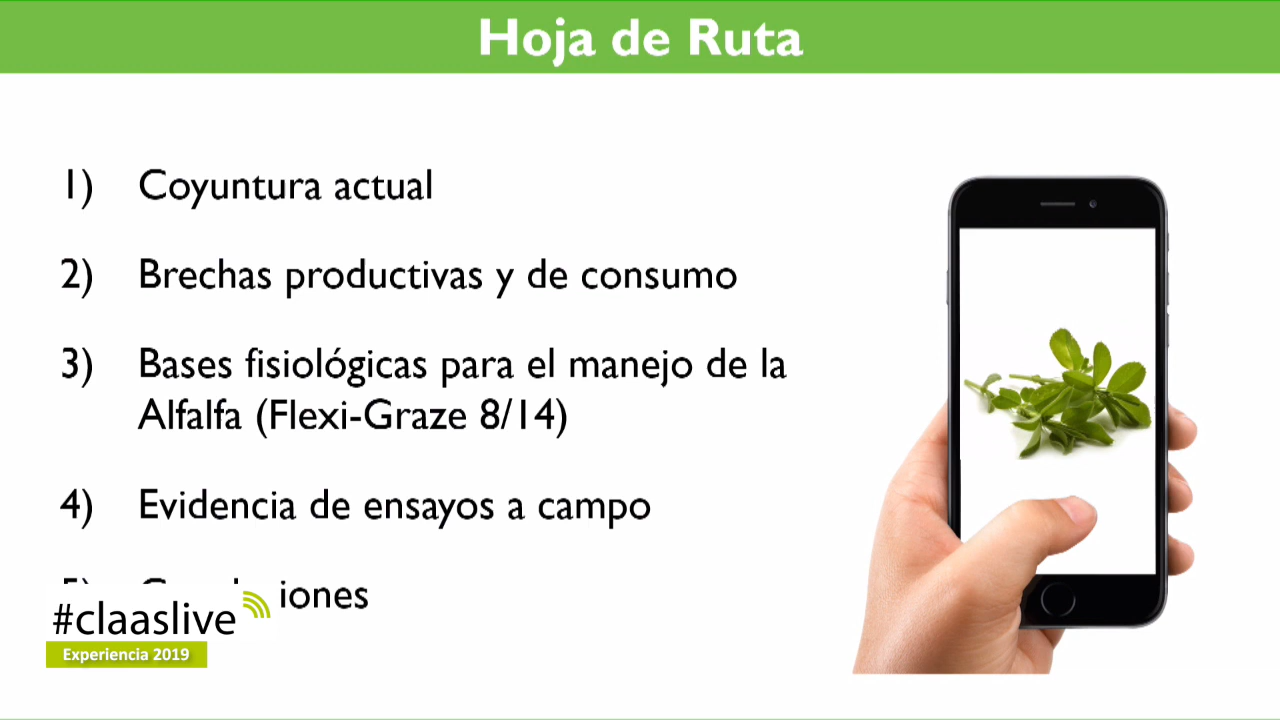 Hoja de Ruta
1) Coyuntura actual
2) Brechas productivas y de consumo
3) Bases fisiológicas para el manejo de la
Alfalfa (Flexi-Graze 8/14)
4) Evidencia de ensayos a campo
#claaslive
Experiencia 2019